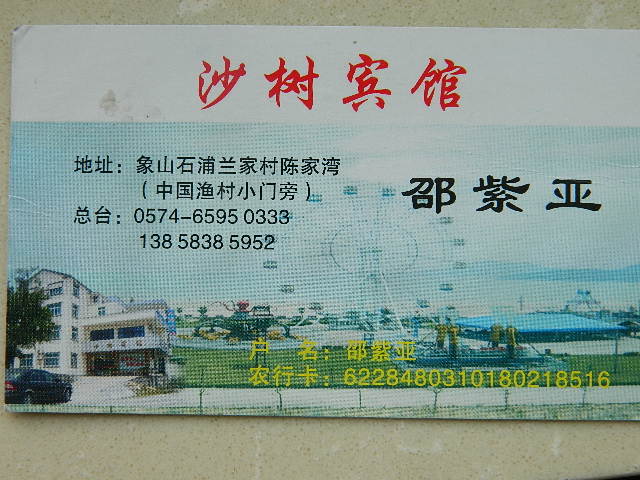 沙树宾馆
地址：象山石浦兰家村陈家湾
（中国渔村小门旁）
总台：0574-6595 0333
138 5838 5952
邵紫亚
户 名：邵紫亚
农行卡：6228480310180218516